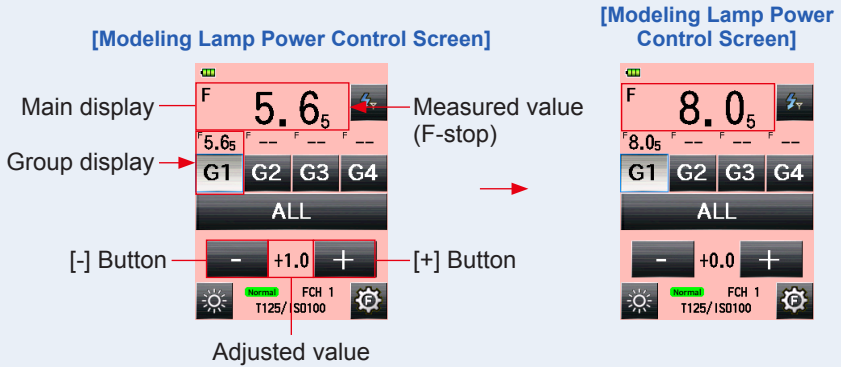 [Modeling Lamp Power Control Screen]
Main display
F 5.6₅
Measured value
(F-stop)
F5.6₅ F-- F-- F--
Group display
G1 G2 G3 G4
ALL
[-] Button
- +1.0 +
[+] Button
Normal FCH 1
T125/ISO100
F
Adjusted value
[Modeling Lamp Power
Control Screen]
F 8.0₅
F8.0₅ F-- F-- F--
G1 G2 G3 G4
ALL
- +0.0 +
Normal FCH 1
T125/ISO100
F